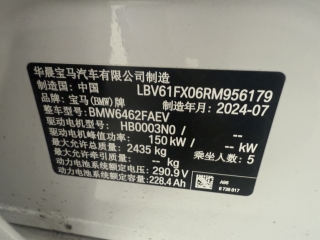 华晨宝马汽车有限公司制造
制造国：中国 LBV61FX06RM956179
品牌：宝马(BMW)牌 制造年月：2024-07
整车型号：BMW6462FAEV
驱动电机型号：HB0003N0 / --
驱动电机峰值功率：150 kW / -- kW
最大允许总质量：2435 kg 乘坐人数：5
最大允许牵引质量：-- kg
动力电池系统额定电压：290.9 V
动力电池系统额定容量：228.4 Ah